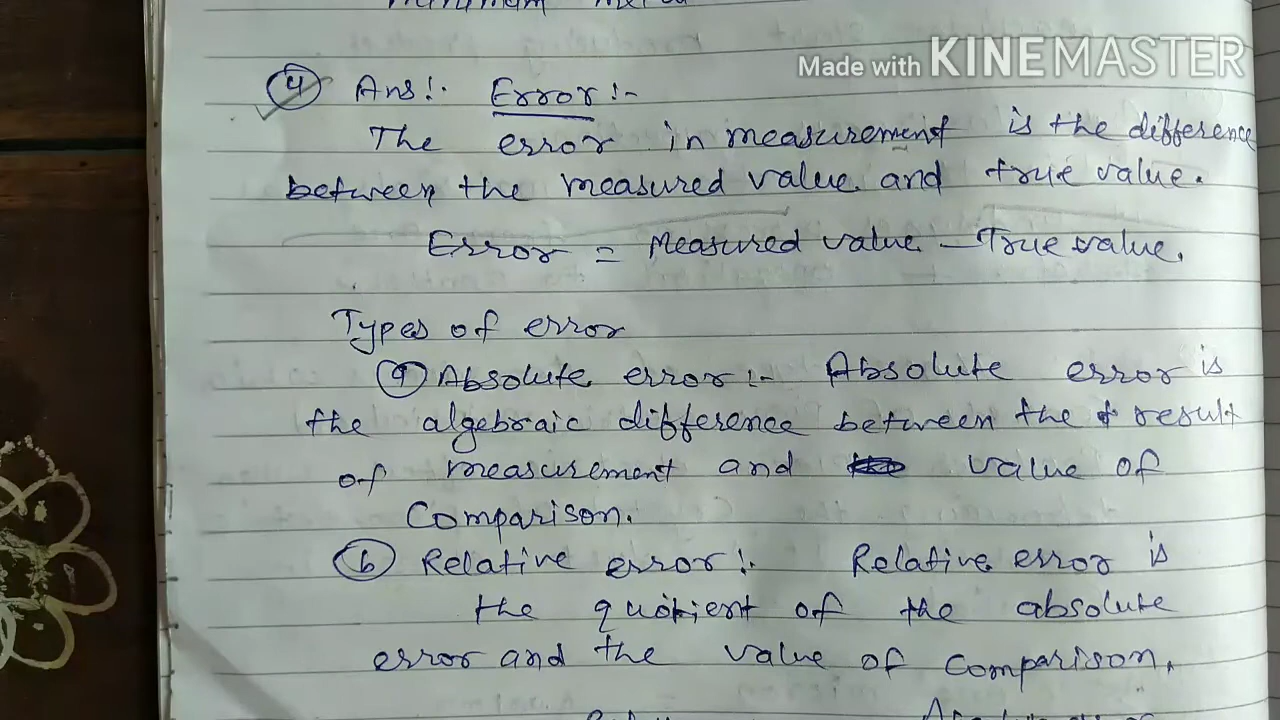 Minimum
Made with KINEMASTER
④ Ans:- Error:-
The error in measurement is the difference
between the measured value and true value.
Error = Measured value - True value.
Types of error
ⓐ Absolute error:- Absolute error is
the algebraic difference between the result
of measurement and value of
Comparison.
ⓑ Relative error:- Relative error is
the quotient of the absolute
error and the value of comparison.